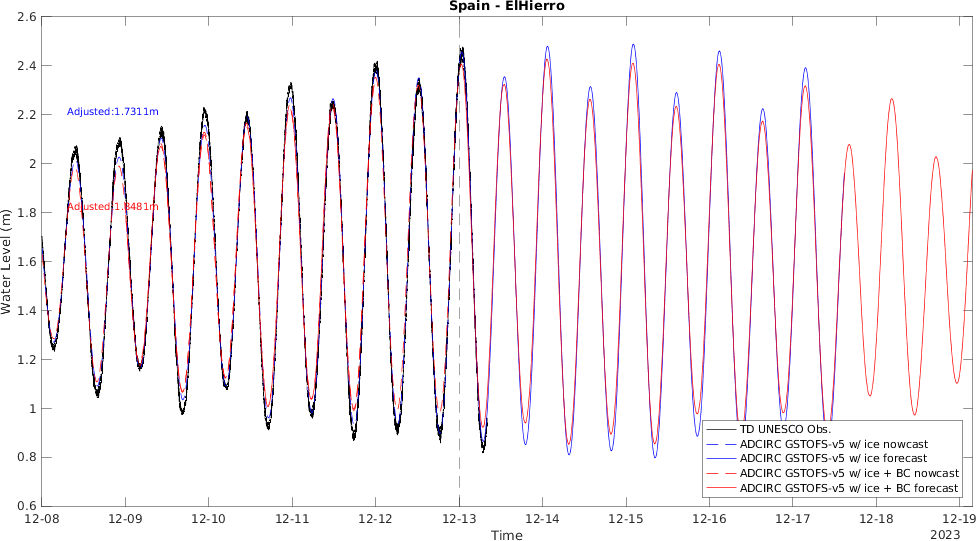 Spain - ElHierro
2.6
2.4
2.2
2
1.8
1.6
1.4
1.2
1
0.8
0.6
Water Level (m)
Adjusted:1.7311m
Adjusted:1.8481m
TD UNESCO Obs.
ADCIRC GSTOFS-v5 w/ ice nowcast
ADCIRC GSTOFS-v5 w/ ice forecast
ADCIRC GSTOFS-v5 w/ ice + BC nowcast
ADCIRC GSTOFS-v5 w/ ice + BC forecast
12-08 12-09 12-10 12-11 12-12 12-13 12-14 12-15 12-16 12-17 12-18 12-19
Time
2023